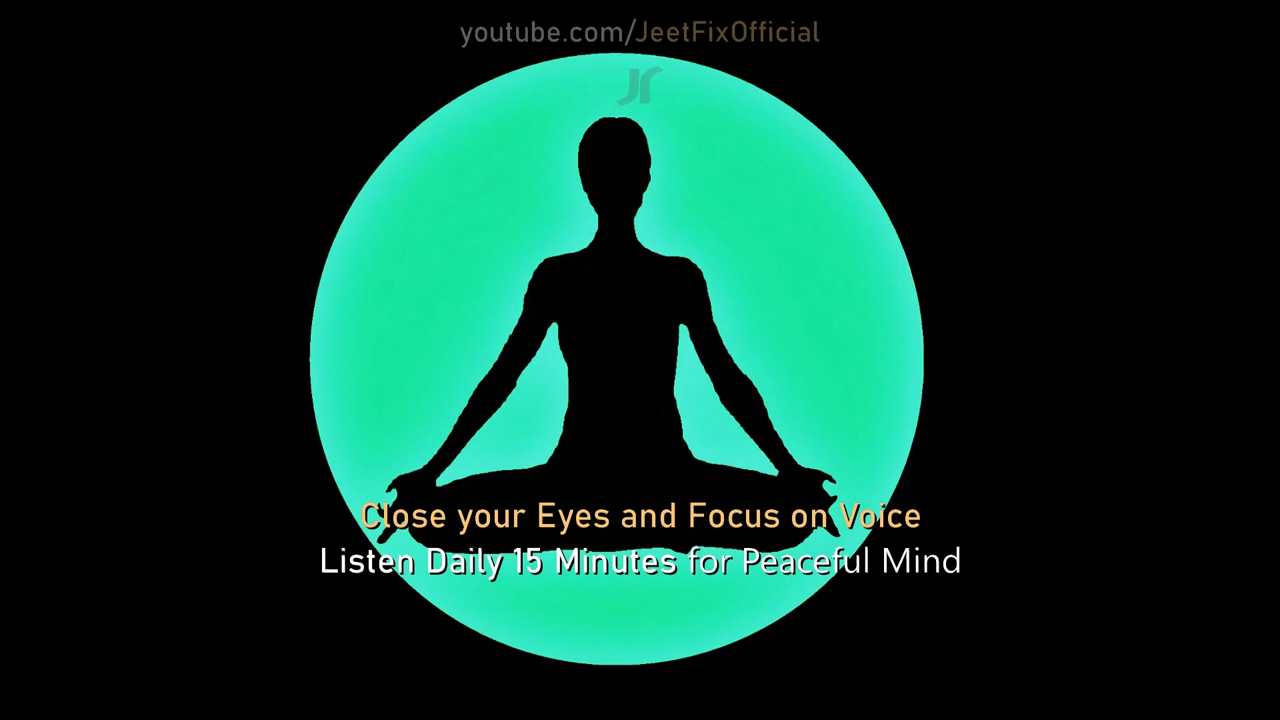 youtube.com/JeetFixOfficial
Close your Eyes and Focus on Voice
Listen Daily 15 Minutes for Peaceful Mind